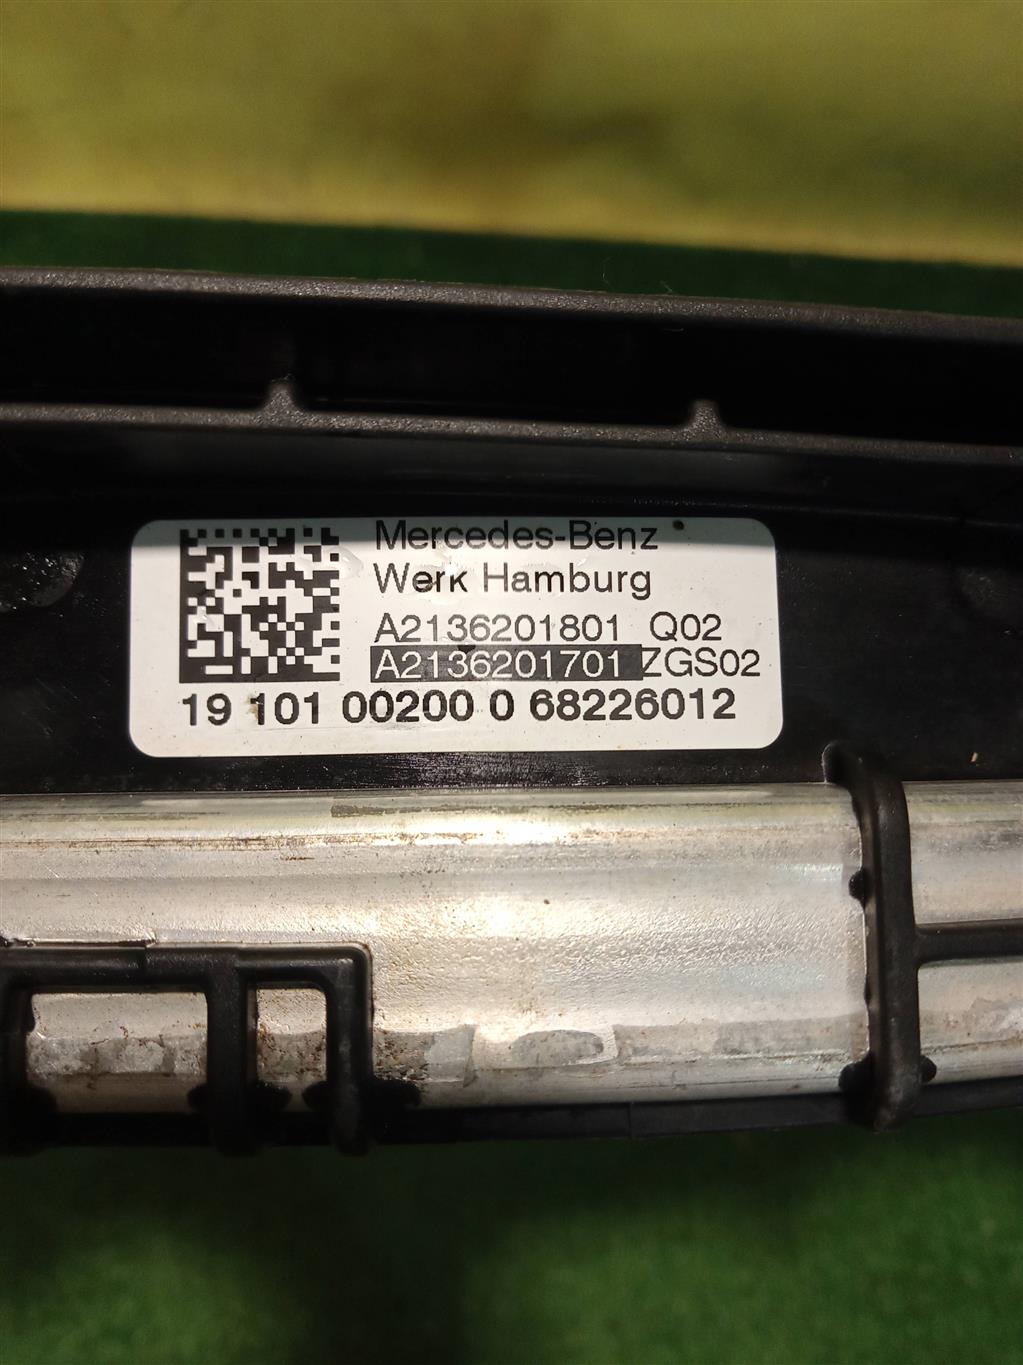 Mercedes-Benz
Werk Hamburg
A2136201801 Q02
A2136201701 ZGS02
19 101 00200 0 68226012